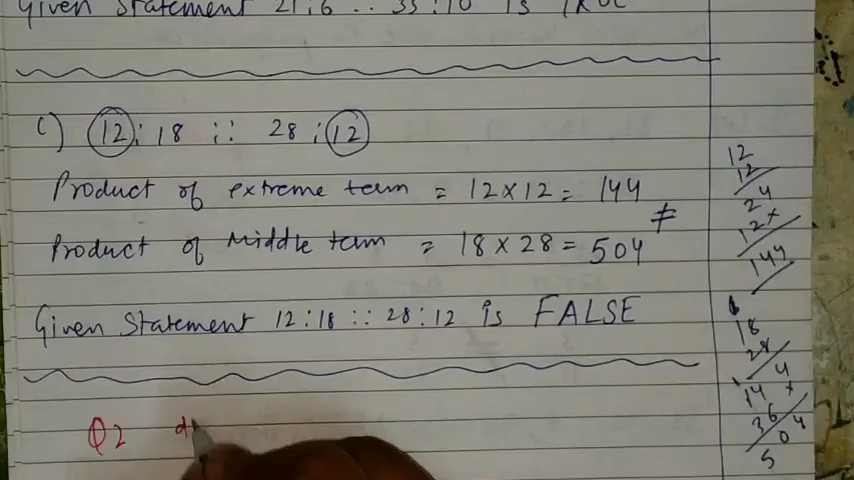 Given Statement 21:6 :: 35:10 is TRUE
c) 12 : 18 :: 28 : 12
Product of extreme term = 12 × 12 = 144
≠
Product of Middle term = 18 × 28 = 504
Given Statement 12:18 :: 28:12 is FALSE
Q2
12
12
24
12×
144
18
28
144
36×
504